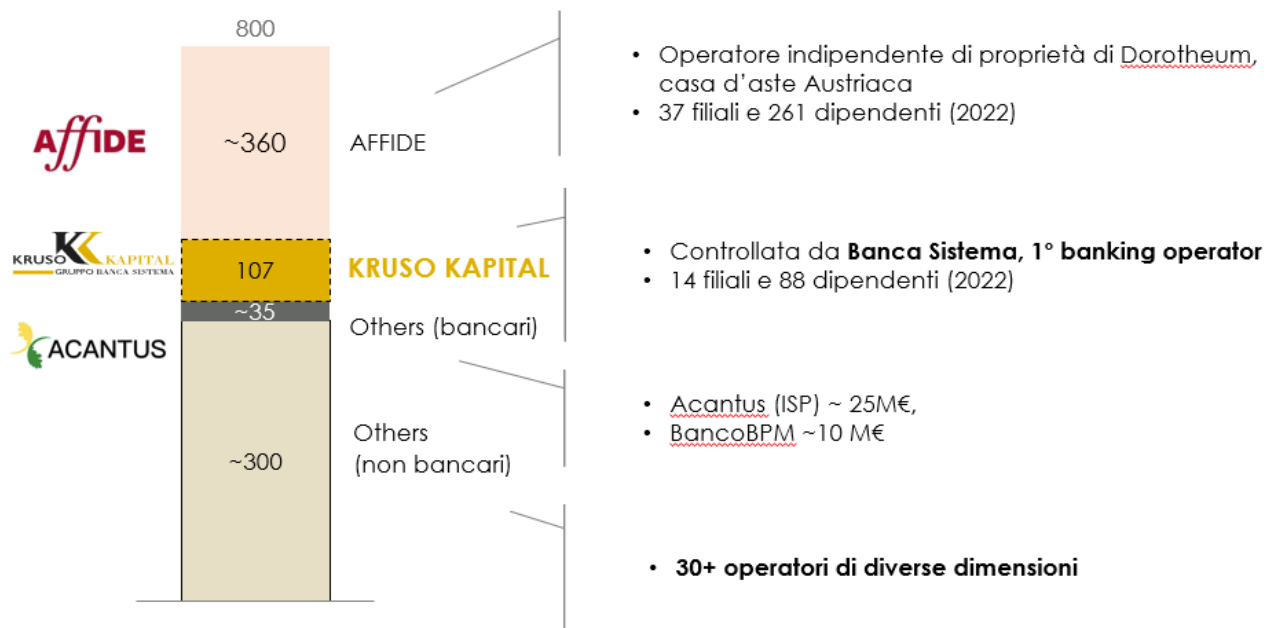 800
• Operatore indipendente di proprietà di Dorotheum,
casa d'aste Austriaca
• 37 filiali e 261 dipendenti (2022)
AFFIDE
~360
AFFIDE
KRUSO KAPITAL
GRUPPO BANCA SISTEMA
107
KRUSO KAPITAL
• Controllata da Banca Sistema, 1° banking operator
• 14 filiali e 88 dipendenti (2022)
~35
Others (bancari)
ACANTUS
• Acantus (ISP) ~ 25M€,
• BancoBPM ~10 M€
Others
(non bancari)
~300
• 30+ operatori di diverse dimensioni